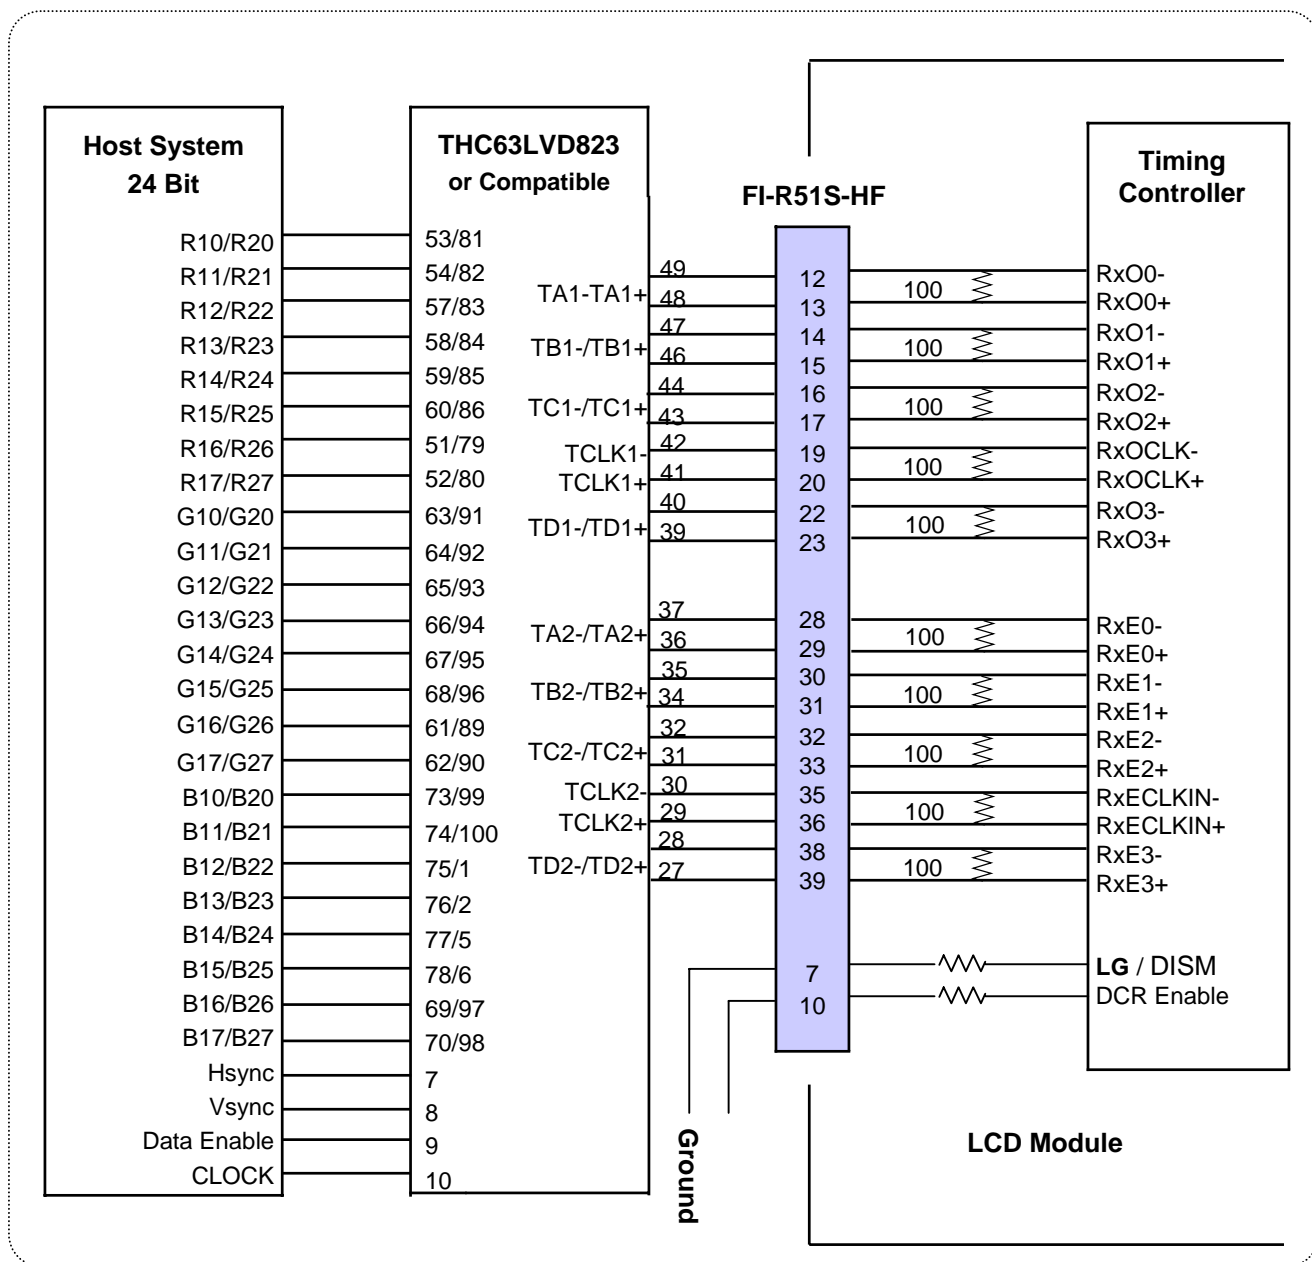 Host System
24 Bit
R10/R20
R11/R21
R12/R22
R13/R23
R14/R24
R15/R25
R16/R26
R17/R27
G10/G20
G11/G21
G12/G22
G13/G23
G14/G24
G15/G25
G16/G26
G17/G27
B10/B20
B11/B21
B12/B22
B13/B23
B14/B24
B15/B25
B16/B26
B17/B27
Hsync
Vsync
Data Enable
CLOCK
THC63LVD823
or Compatible
53/81
54/82
57/83
58/84
59/85
60/86
51/79
52/80
63/91
64/92
65/93
66/94
67/95
68/96
61/89
62/90
73/99
74/100
75/1
76/2
77/5
78/6
69/97
70/98
7
8
9
10
TA1-TA1+
TB1-/TB1+
TC1-/TC1+
TCLK1-
TCLK1+
TD1-/TD1+
TA2-/TA2+
TB2-/TB2+
TC2-/TC2+
TCLK2-
TCLK2+
TD2-/TD2+
49
48
47
46
44
43
42
41
40
39
37
36
35
34
32
31
30
29
28
27
Ground
FI-R51S-HF
12
13
14
15
16
17
19
20
22
23
28
29
30
31
32
33
35
36
38
39
7
10
100
100
100
100
100
100
100
100
100
100
Timing
Controller
RxO0-
RxO0+
RxO1-
RxO1+
RxO2-
RxO2+
RxOCLK-
RxOCLK+
RxO3-
RxO3+
RxE0-
RxE0+
RxE1-
RxE1+
RxE2-
RxE2+
RxECLKIN-
RxECLKIN+
RxE3-
RxE3+
LG / DISM
DCR Enable
LCD Module